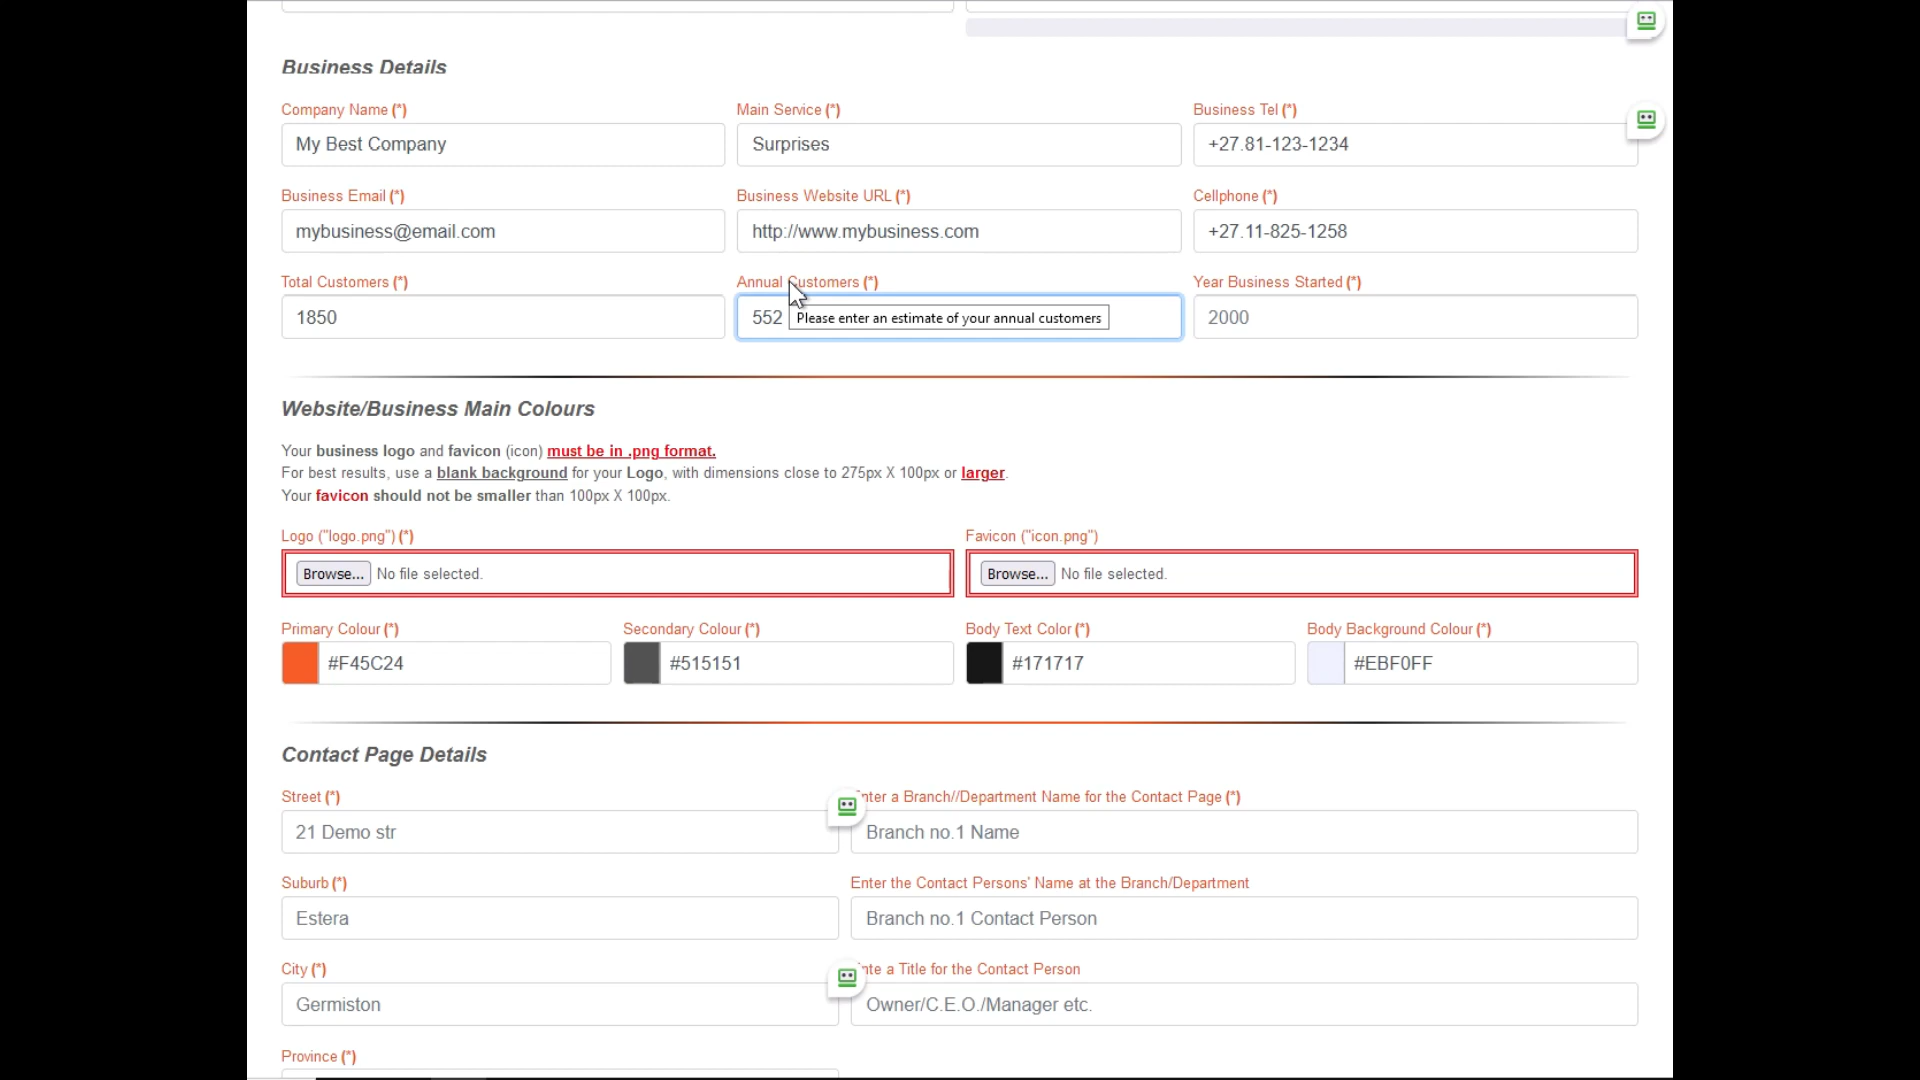 Business Details
Company Name (*)
Main Service (*)
Business Tel (*)
My Best Company
Surprises
+27.81-123-1234
Business Email (*)
Business Website URL (*)
Cellphone (*)
mybusiness@email.com
http://www.mybusiness.com
+27.11-825-1258
Total Customers (*)
Annual Customers (*)
Year Business Started (*)
1850
552
Please enter an estimate of your annual customers
2000
Website/Business Main Colours
Your business logo and favicon (icon) must be in .png format.
For best results, use a blank background for your Logo, with dimensions close to 275px X 100px or larger.
Your favicon should not be smaller than 100px X 100px.
Logo ("logo.png") (*)
Favicon ("icon.png")
Browse... No file selected.
Browse... No file selected.
Primary Colour (*)
Secondary Colour (*)
Body Text Color (*)
Body Background Colour (*)
#F45C24
#515151
#171717
#EBF0FF
Contact Page Details
Street (*)
nter a Branch//Department Name for the Contact Page (*)
21 Demo str
Branch no.1 Name
Suburb (*)
Enter the Contact Persons' Name at the Branch/Department
Estera
Branch no.1 Contact Person
City (*)
nte a Title for the Contact Person
Germiston
Owner/C.E.O./Manager etc.
Province (*)